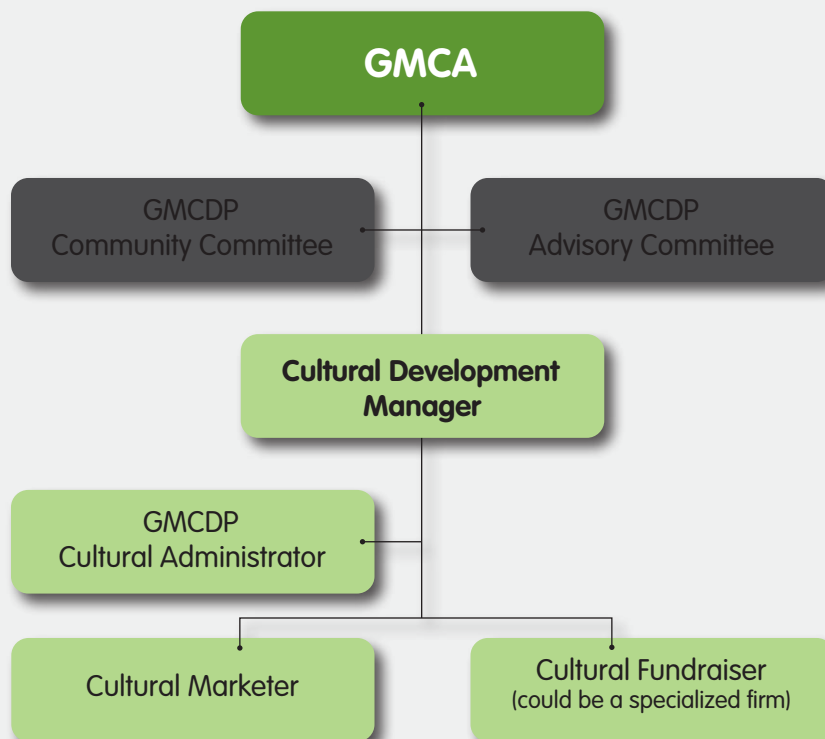 GMCA
GMCDP
Community Committee
GMCDP
Advisory Committee
Cultural Development
Manager
GMCDP
Cultural Administrator
Cultural Marketer
Cultural Fundraiser
(could be a specialized firm)